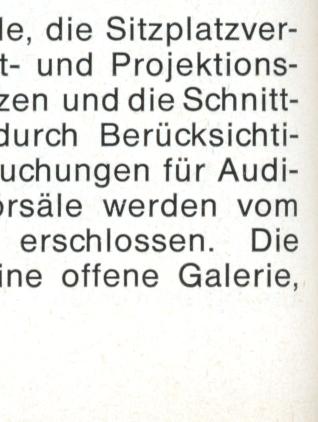 le, die Sitzplatzver-
t- und Projektions-
zen und die Schnitt-
durch Berücksichti-
uchungen für Audi-
örsäle werden vom
erschlossen. Die
ine offene Galerie,